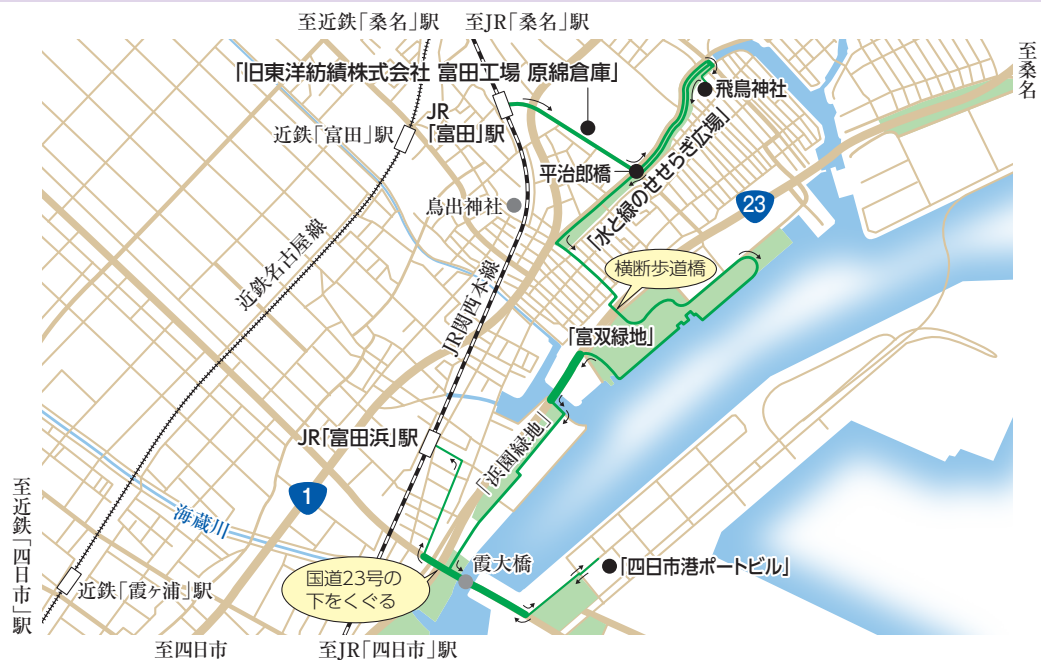 至近鉄「桑名」駅
至JR「桑名」駅
至桑名
「旧東洋紡績株式会社 富田工場 原綿倉庫」
飛鳥神社
JR
「富田」駅
近鉄「富田」駅
平治郎橋
「水と緑のせせらぎ広場」
鳥出神社
23
近鉄名古屋線
横断歩道橋
JR関西本線
「富双緑地」
JR「富田浜」駅
「浜園緑地」
1
海蔵川
至近鉄「四日市」駅
霞大橋
「四日市港ポートビル」
国道23号の
下をくぐる
近鉄「霞ヶ浦」駅
至四日市
至JR「四日市」駅